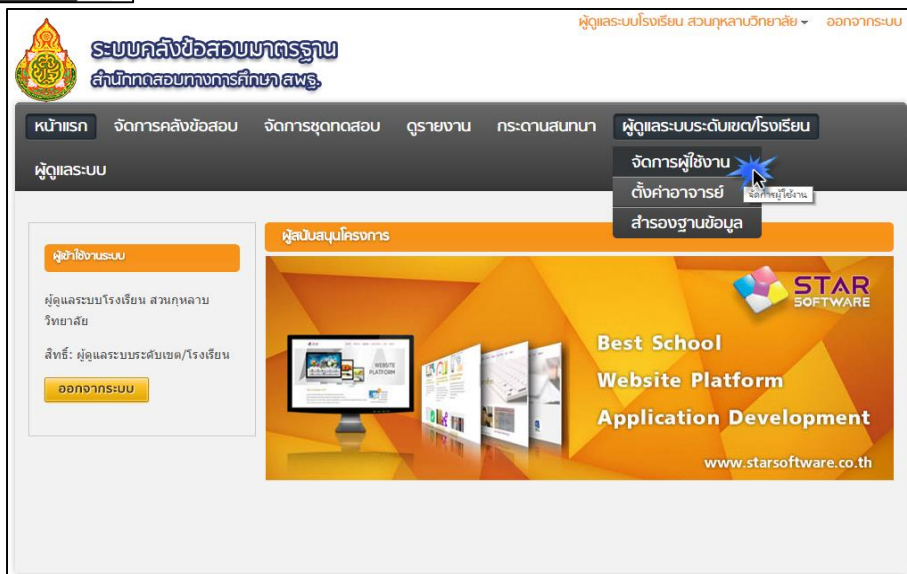 ผู้ดูแลระบบโรงเรียน สวนกุหลาบวิทยาลัย ออกจากระบบ
ระบบคลังข้อสอบมาตรฐาน
สำนักทดสอบทางการศึกษา สพฐ.
หน้าแรก จัดการคลังข้อสอบ จัดการชุดทดสอบ ดูรายงาน กระดานสนทนา ผู้ดูแลระบบระดับเขต/โรงเรียน
ผู้ดูแลระบบ
จัดการผู้ใช้งาน
จัดการผู้ใช้งาน
ตั้งค่าอาจารย์
สำรองฐานข้อมูล
ผู้เข้าใช้งานระบบ
ผู้ดูแลระบบโรงเรียน สวนกุหลาบ
วิทยาลัย
สิทธิ์: ผู้ดูแลระบบระดับเขต/โรงเรียน
ออกจากระบบ
ผู้สนับสนุนโครงการ
STAR
SOFTWARE
Best School
Website Platform
Application Development
www.starsoftware.co.th
WEBSITE
PLATFORM